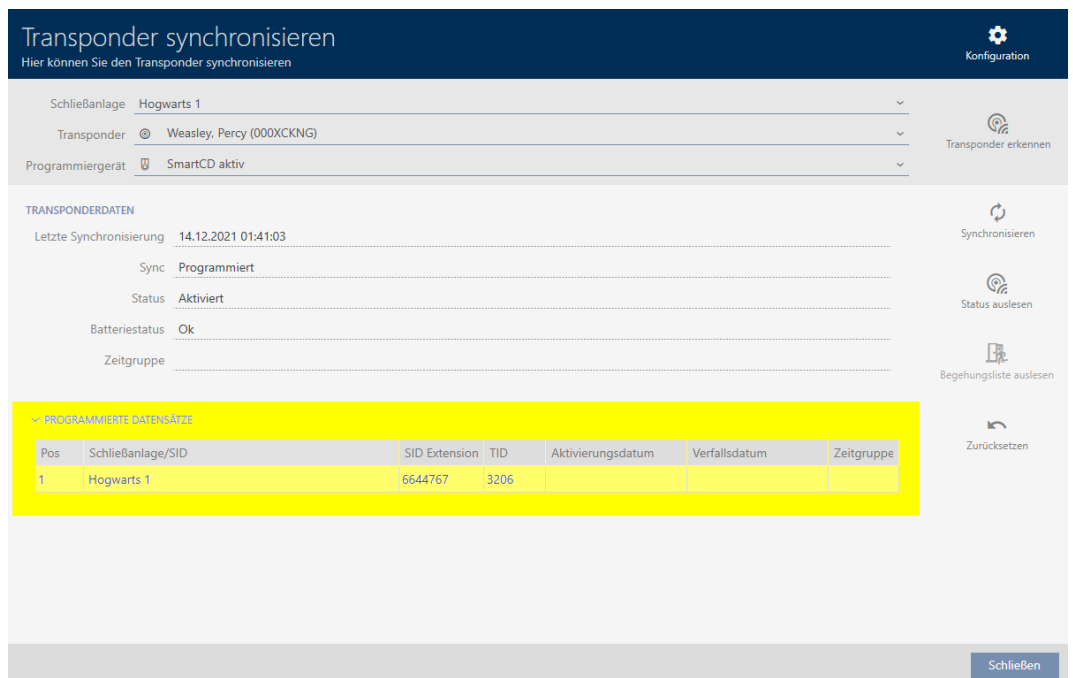 Transponder synchronisieren
Hier können Sie den Transponder synchronisieren
Konfiguration
Schließanlage Hogwarts 1
Transponder Weasley, Percy (000XCKNG)
Programmiergerät SmartCD aktiv
Transponder erkennen
TRANSPONDERDATEN
Letzte Synchronisierung 14.12.2021 01:41:03
Sync Programmiert
Status Aktiviert
Batteriestatus Ok
Zeitgruppe
Synchronisieren
Status auslesen
Begehungsliste auslesen
Zurücksetzen
PROGRAMMIERTE DATENSÄTZE
Pos Schließanlage/SID SID Extension TID Aktivierungsdatum Verfallsdatum Zeitgruppe
1 Hogwarts 1 6644767 3206
Schließen